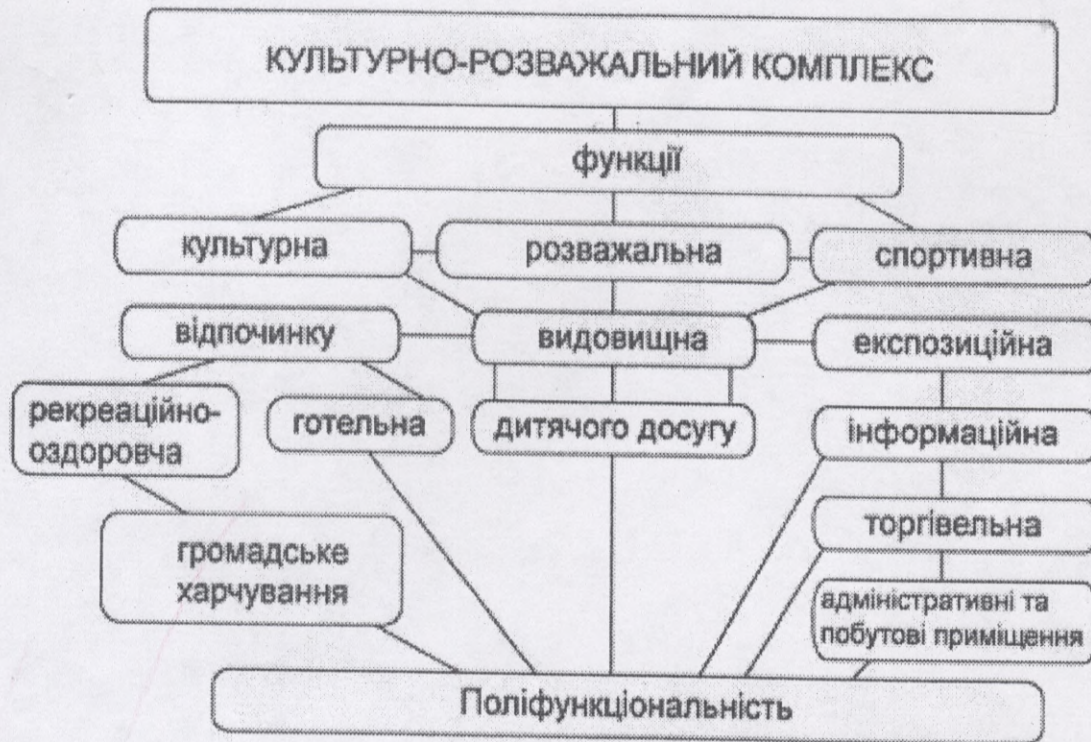 КУЛЬТУРНО-РОЗВАЖАЛЬНИЙ КОМПЛЕКС
функції
культурна
розважальна
спортивна
відпочинку
видовищна
експозиційна
рекреаційно-
оздоровча
готельна
дитячого досугу
інформаційна
громадське
харчування
торгівельна
адміністративні та
побутові приміщення
Поліфункціональність